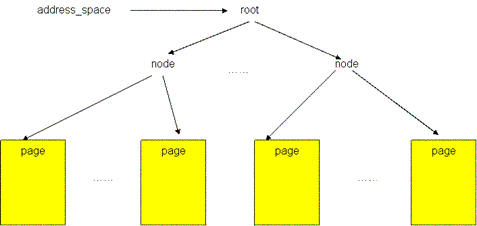 address_space root
node …… node
page …… page page …… page